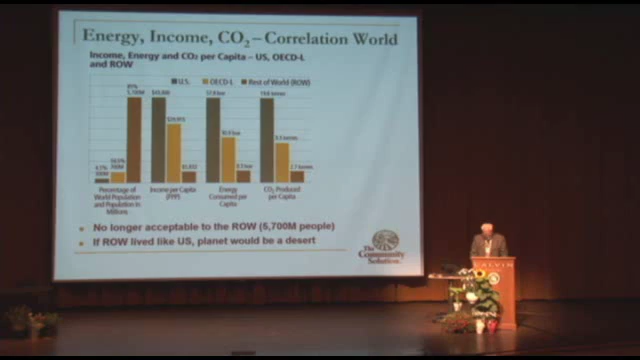 Energy, Income, CO2 – Correlation World
Income, Energy and CO2 per Capita – US, OECD-L
and ROW
U.S. OECD-L Rest of World (ROW)
Percentage of
World Population
and Population in
Millions
Income per Capita
(PPP)
Energy
Consumed per
Capita
CO2 Produced
per Capita
No longer acceptable to the ROW (5,700M people)
If ROW lived like US, planet would be a desert
The
Community
Solution
CALVIN